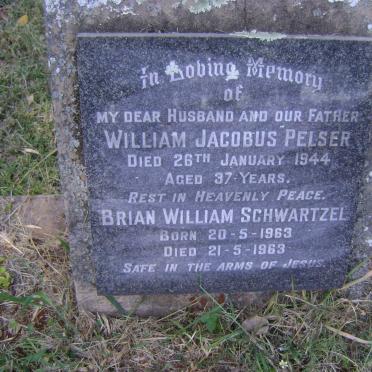 In Loving Memory
of
MY DEAR HUSBAND AND OUR FATHER
WILLIAM JACOBUS PELSER
DIED 26TH JANUARY 1944
AGED 37-YEARS.
REST IN HEAVENLY PEACE.
BRIAN WILLIAM SCHWARTZEL
BORN 20-5-1963
DIED 21-5-1963
SAFE IN THE ARMS OF JESUS